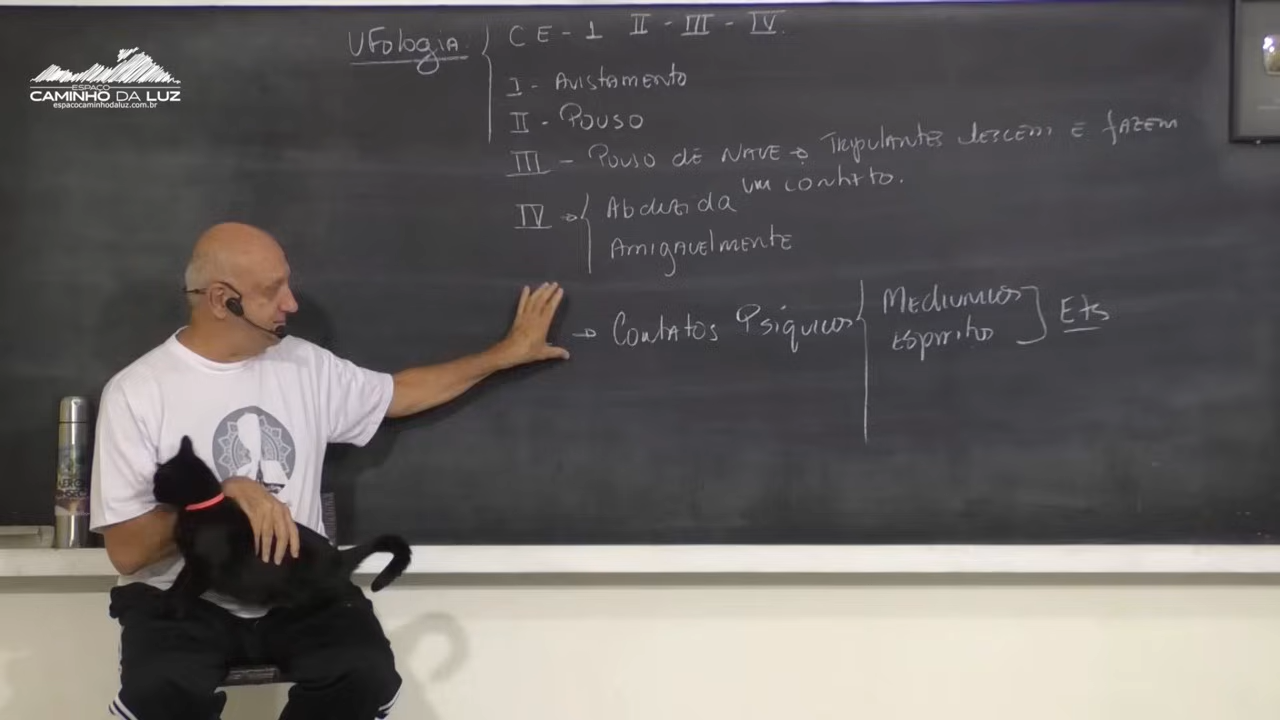 ESPAÇO
CAMINHO DA LUZ
espacocaminhodaluz.com.br
UFologia { CE - 1 II - III - IV
I - Avistamento
II - Pouso
III - Pouso de Nave → Tripulantes descem e fazem
um contato.
IV → { Abduzida
Amigavelmente
→ Contatos Psíquicos { Mediunicos
Espiritos } Ets